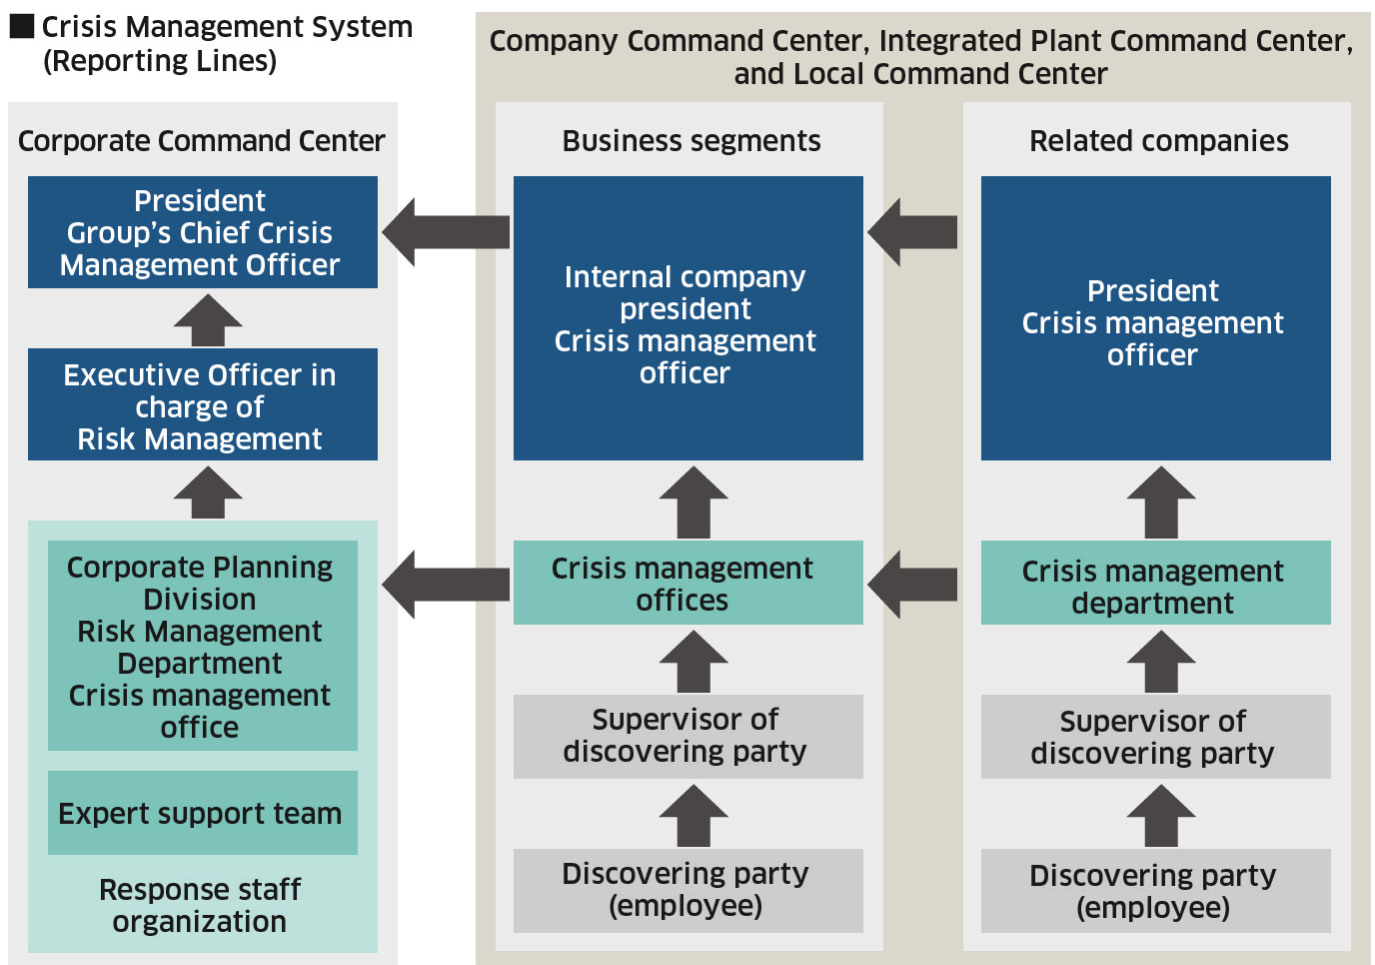 ■ Crisis Management System
(Reporting Lines)
Company Command Center, Integrated Plant Command Center,
and Local Command Center
Corporate Command Center
President
Group's Chief Crisis
Management Officer
Executive Officer in
charge of
Risk Management
Corporate Planning
Division
Risk Management
Department
Crisis management
office
Expert support team
Response staff
organization
Business segments
Internal company
president
Crisis management
officer
Crisis management
offices
Supervisor of
discovering party
Discovering party
(employee)
Related companies
President
Crisis management
officer
Crisis management
department
Supervisor of
discovering party
Discovering party
(employee)